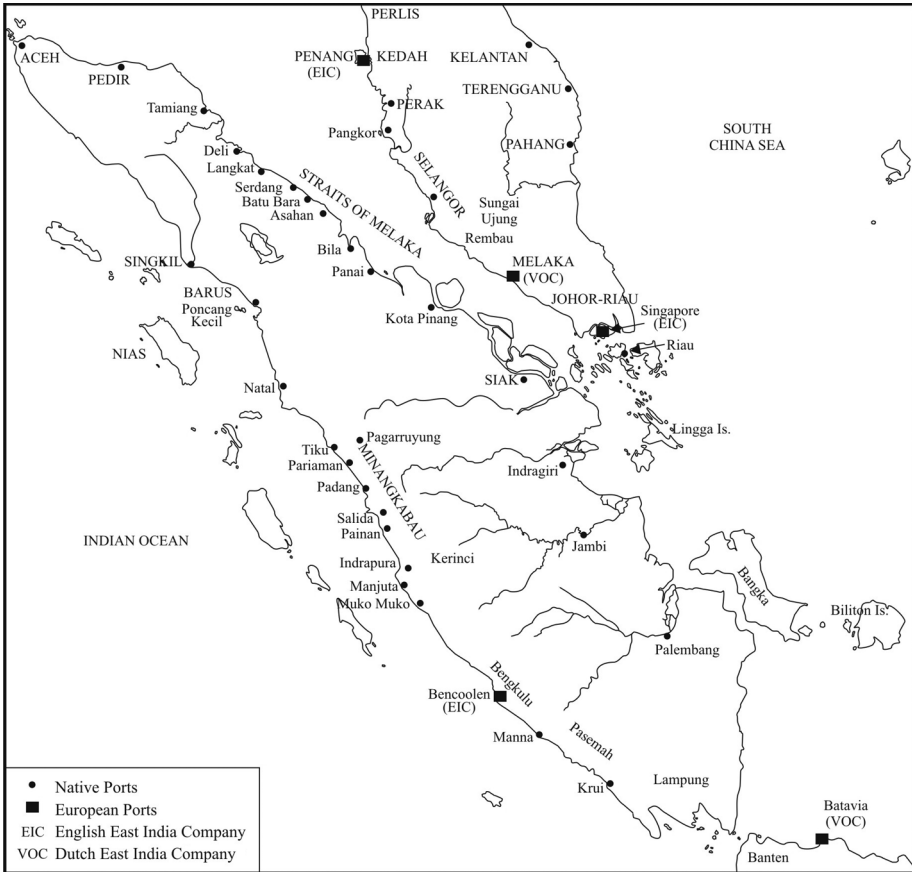 PERLIS
ACEH
PENANG
(EIC)
KEDAH
KELANTAN
PEDIR
TERENGGANU
Tamiang
PERAK
Pangkor
SOUTH
CHINA SEA
PAHANG
Deli
Langkat
SELANGOR
STRAITS OF MELAKA
Serdang
Batu Bara
Asahan
Sungai
Ujung
Rembau
Bila
Panai
SINGKIL
MELAKA
(VOC)
BARUS
Poncang
Kecil
JOHOR-RIAU
Singapore
(EIC)
Kota Pinang
Riau
NIAS
SIAK
Natal
Lingga Is.
Tiku
Pagarruyung
Pariaman
MINANGKABAU
Indragiri
Padang
Salida
Painan
INDIAN OCEAN
Jambi
Indrapura
Kerinci
Manjuta
Muko Muko
Bangka
Biliton Is.
Palembang
Bencoolen
(EIC)
Bengkulu
Manna
Pasemah
Krui
Lampung
Batavia
(VOC)
Banten
Native Ports
European Ports
EIC English East India Company
VOC Dutch East India Company